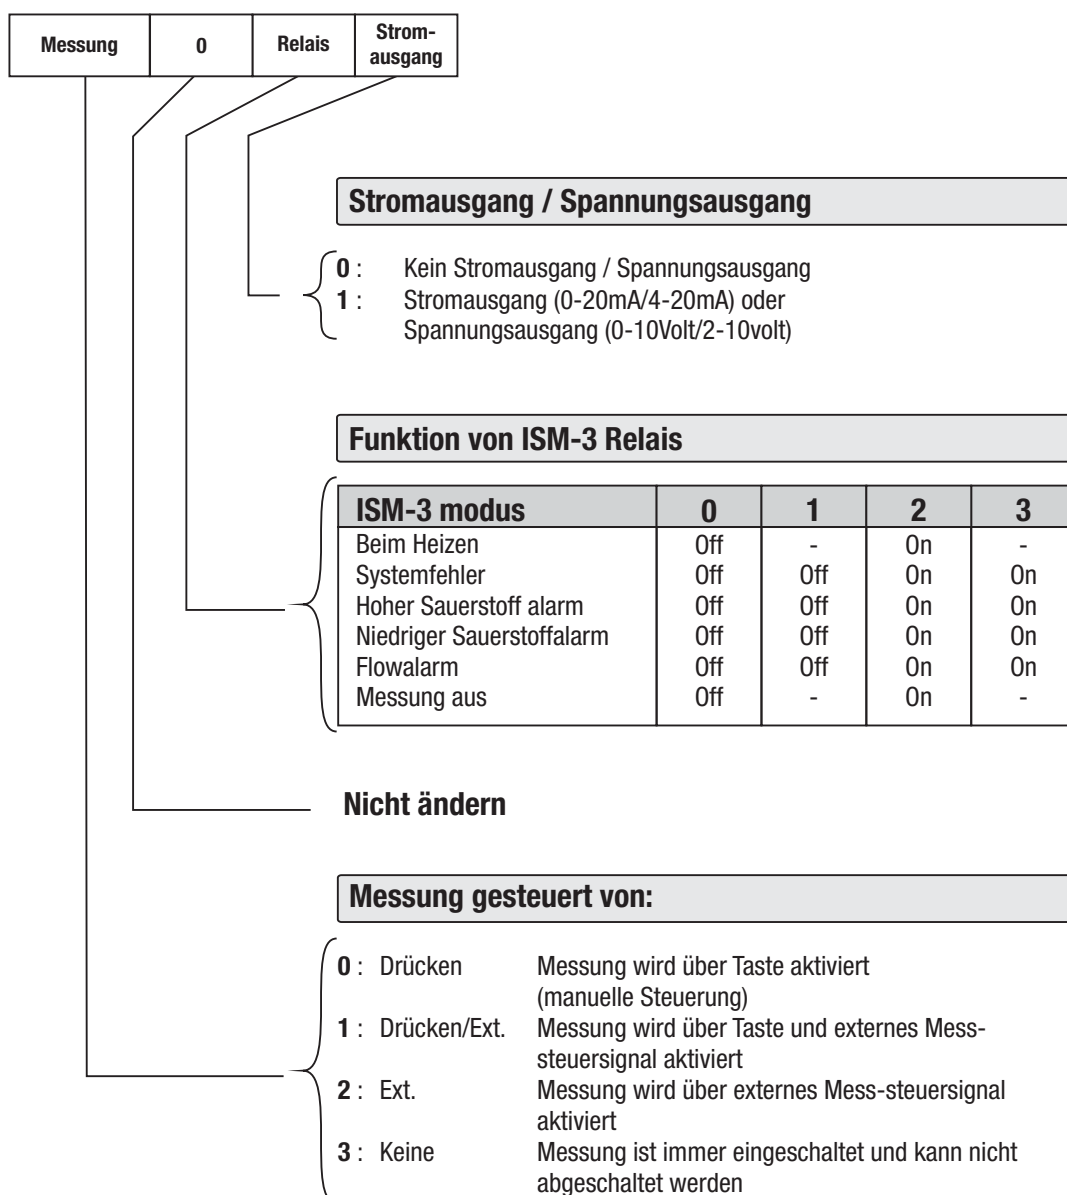 Messung 0 Relais Strom-
ausgang
Stromausgang / Spannungsausgang
0 : Kein Stromausgang / Spannungsausgang
1 : Stromausgang (0-20mA/4-20mA) oder
Spannungsausgang (0-10Volt/2-10volt)
Funktion von ISM-3 Relais
ISM-3 modus 0 1 2 3
Beim Heizen Off - On -
Systemfehler Off Off On On
Hoher Sauerstoff alarm Off Off On On
Niedriger Sauerstoffalarm Off Off On On
Flowalarm Off Off On On
Messung aus Off - On -
Nicht ändern
Messung gesteuert von:
0 : Drücken Messung wird über Taste aktiviert
(manuelle Steuerung)
1 : Drücken/Ext. Messung wird über Taste und externes Mess-
steuersignal aktiviert
2 : Ext. Messung wird über externes Mess-steuersignal
aktiviert
3 : Keine Messung ist immer eingeschaltet und kann nicht
abgeschaltet werden